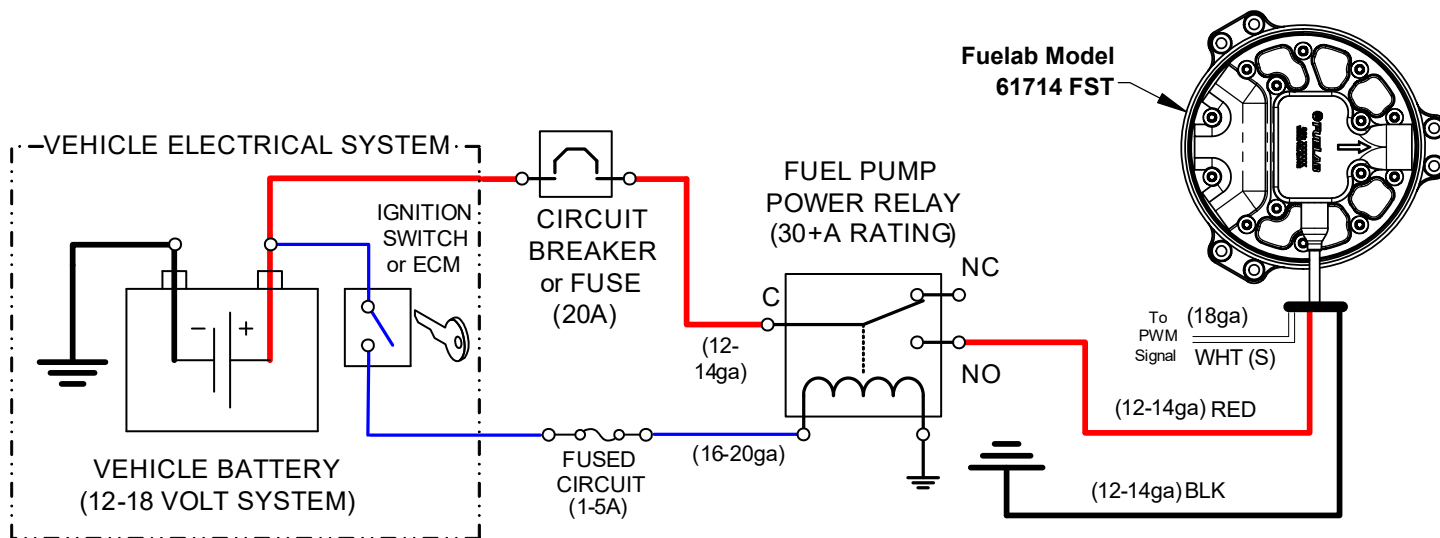 Fuelab Model
61714 FST
VEHICLE ELECTRICAL SYSTEM
IGNITION
SWITCH
or ECM
CIRCUIT
BREAKER
or FUSE
(20A)
FUEL PUMP
POWER RELAY
(30+A RATING)
C
NC
NO
(12-
14ga)
To
PWM
Signal
(18ga)
WHT (S)
(12-14ga) RED
(12-14ga) BLK
- +
VEHICLE BATTERY
(12-18 VOLT SYSTEM)
FUSED
CIRCUIT
(1-5A)
(16-20ga)
FUELAB